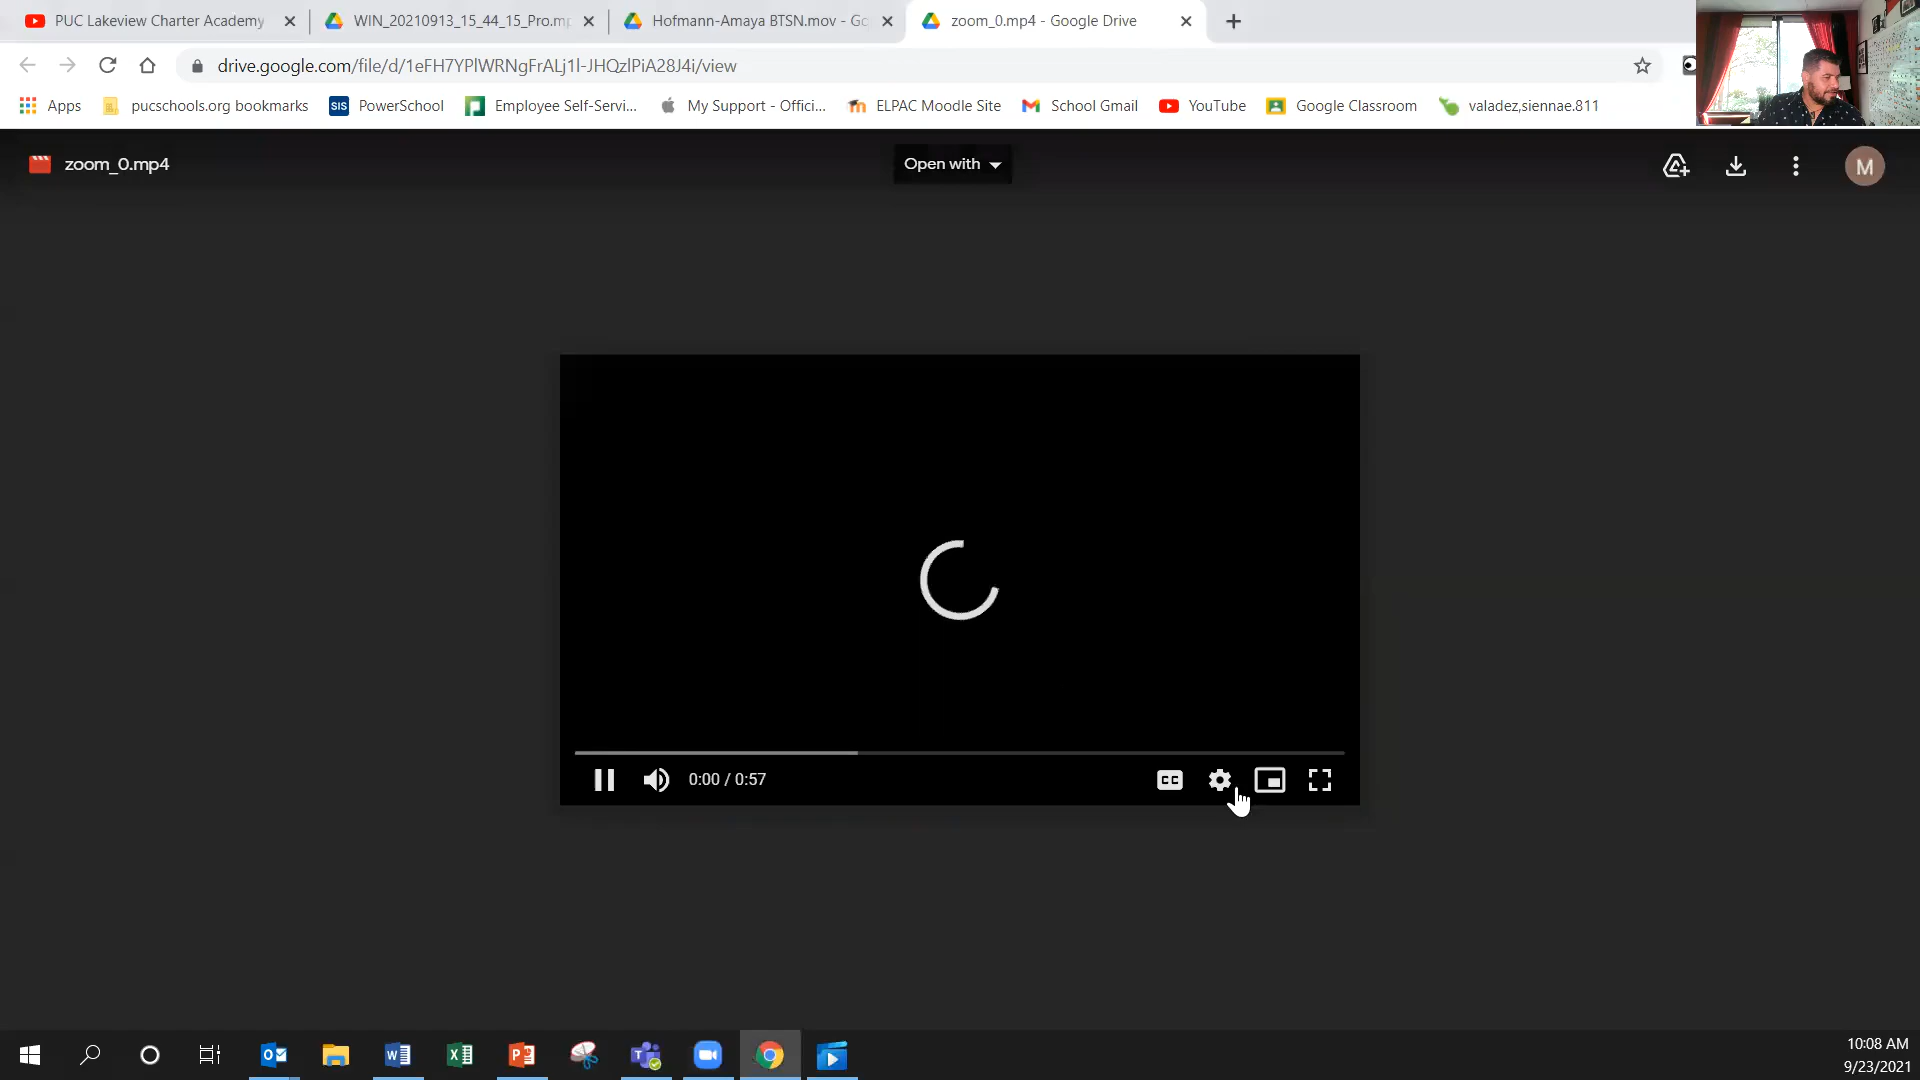 PUC Lakeview Charter Academy
WIN_20210913_15_44_15_Pro.mp
Hofmann-Amaya BTSN.mov - Go
zoom_0.mp4 - Google Drive
drive.google.com/file/d/1eFH7YPlWRNgFrALj1l-JHQzlPiA28J4i/view
Apps
pucschools.org bookmarks
SIS PowerSchool
Employee Self-Servi...
My Support - Offici...
ELPAC Moodle Site
School Gmail
YouTube
Google Classroom
valadez,siennae.811
zoom_0.mp4
Open with
M
0:00 / 0:57
CC
10:08 AM
9/23/2021